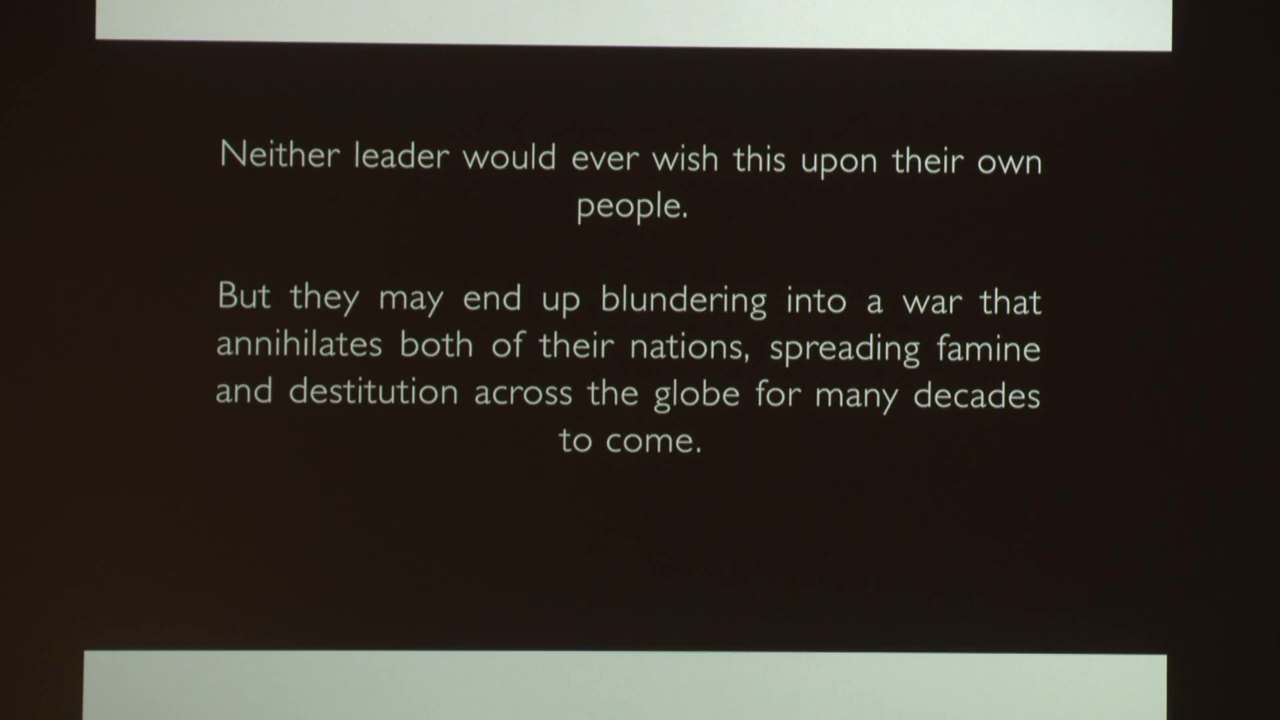 Neither leader would ever wish this upon their own
people.
But they may end up blundering into a war that
annihilates both of their nations, spreading famine
and destitution across the globe for many decades
to come.